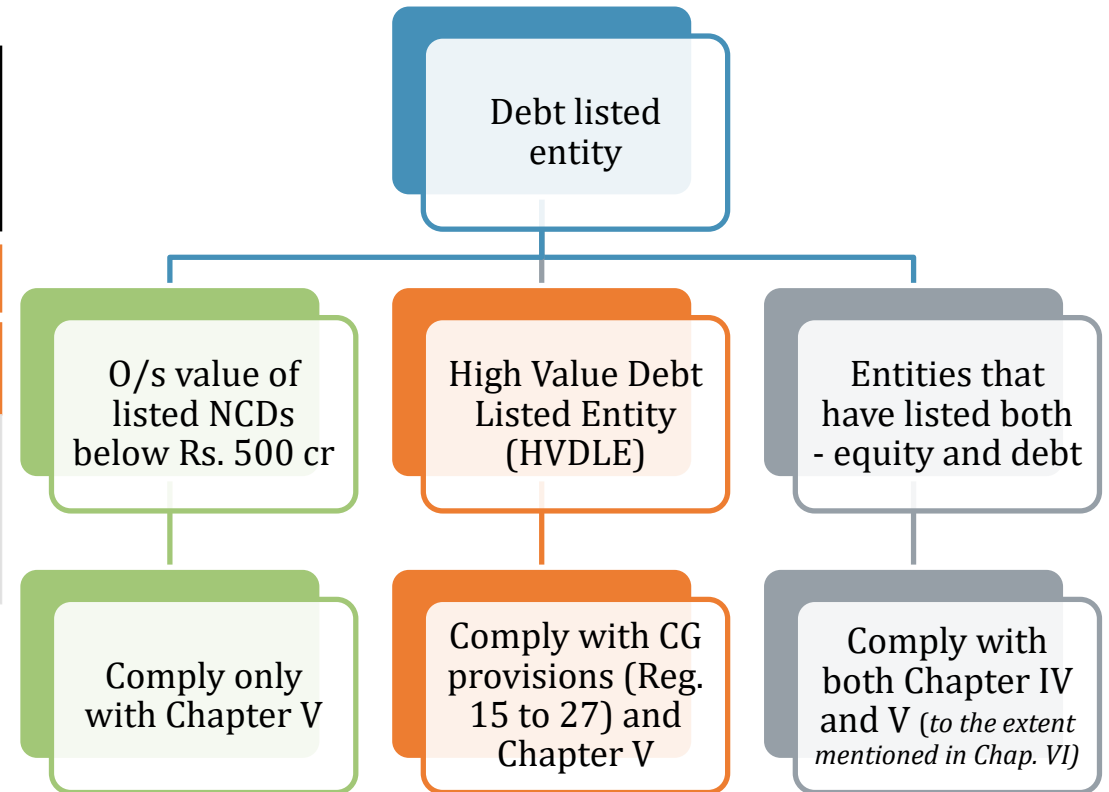 Debt listed
entity
O/s value of
listed NCDs
below Rs. 500 cr
High Value Debt
Listed Entity
(HVDLE)
Entities that
have listed both
- equity and debt
Comply only
with Chapter V
Comply with CG
provisions (Reg.
15 to 27) and
Chapter V
Comply with
both Chapter IV
and V (to the extent
mentioned in Chap. VI)